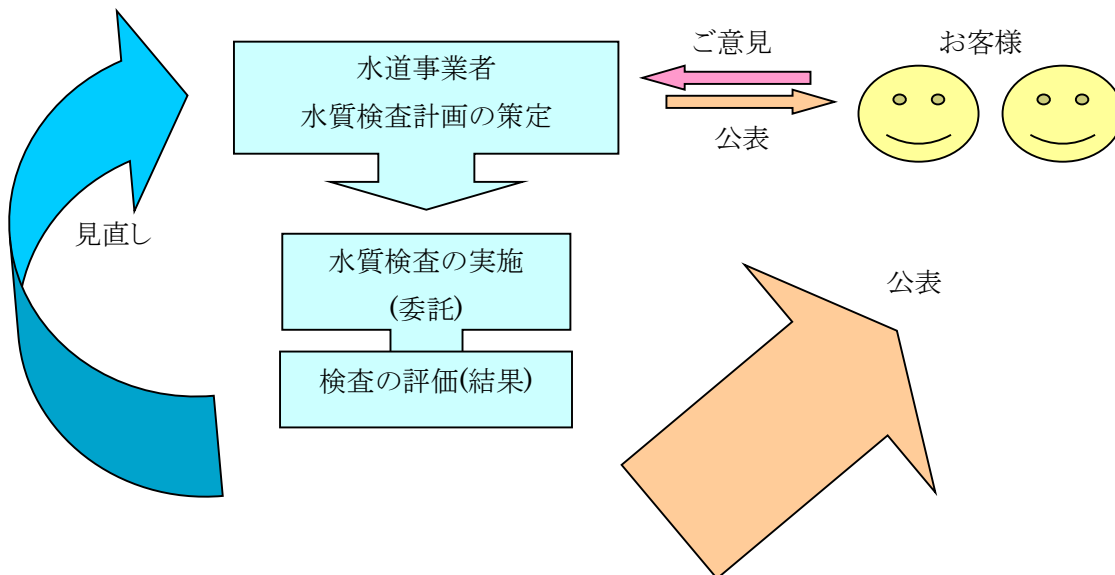 ご意見
お客様
水道事業者
水質検査計画の策定
公表
見直し
水質検査の実施
(委託)
公表
検査の評価(結果)